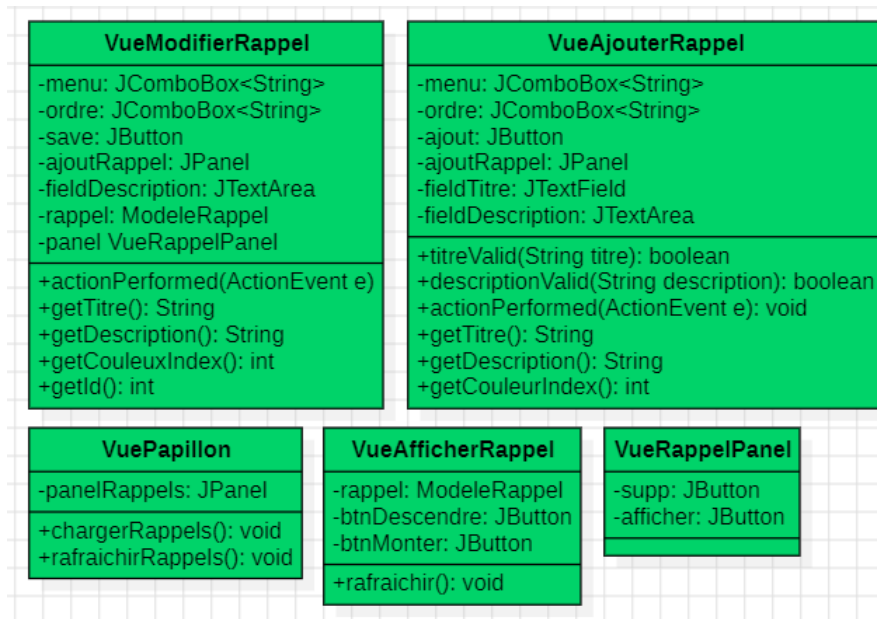 VueModifierRappel
-menu: JComboBox<String>
-ordre: JComboBox<String>
-save: JButton
-ajoutRappel: JPanel
-fieldDescription: JTextArea
-rappel: ModeleRappel
-panel VueRappelPanel
+actionPerformed(ActionEvent e)
+getTitre(): String
+getDescription(): String
+getCouleuxIndex(): int
+getId(): int
VueAjouterRappel
-menu: JComboBox<String>
-ordre: JComboBox<String>
-ajout: JButton
-ajoutRappel: JPanel
-fieldTitre: JTextField
-fieldDescription: JTextArea
+titreValid(String titre): boolean
+descriptionValid(String description): boolean
+actionPerformed(ActionEvent e): void
+getTitre(): String
+getDescription(): String
+getCouleurIndex(): int
VuePapillon
-panelRappels: JPanel
+chargerRappels(): void
+rafraichirRappels(): void
VueAfficherRappel
-rappel: ModeleRappel
-btnDescendre: JButton
-btnMonter: JButton
+rafraichir(): void
VueRappelPanel
-supp: JButton
-afficher: JButton